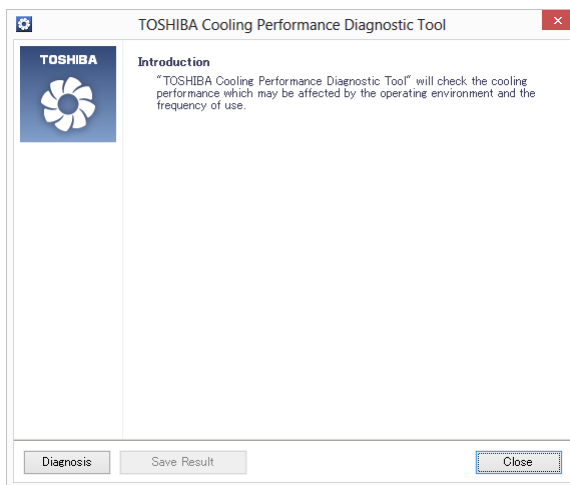 TOSHIBA Cooling Performance Diagnostic Tool
TOSHIBA
Introduction
"TOSHIBA Cooling Performance Diagnostic Tool" will check the cooling
performance which may be affected by the operating environment and the
frequency of use.
Diagnosis
Save Result
Close